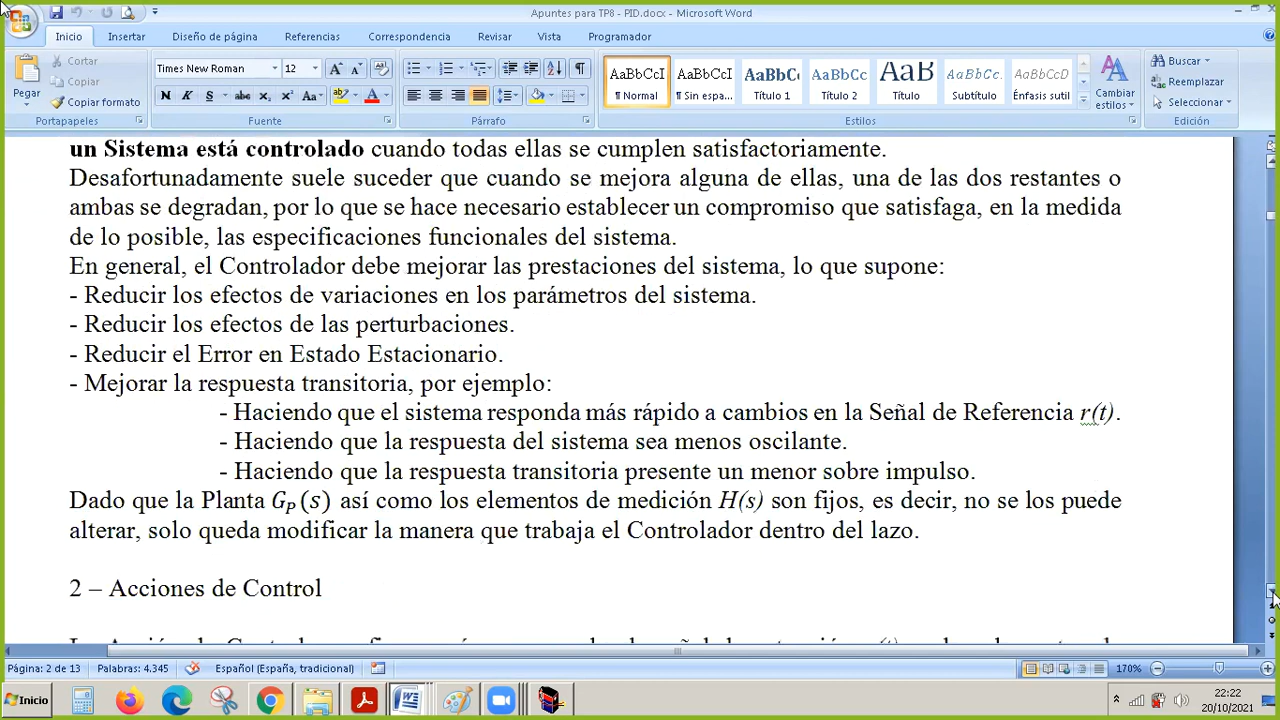 Apuntes para TP8 - PID.docx - Microsoft Word
Inicio Insertar Diseño de página Referencias Correspondencia Revisar Vista Programador
Pegar
Cortar
Copiar
Copiar formato
Portapapeles
Times New Roman 12
Fuente
Párrafo
AaBbCcI AaBbCcI AaBbC AaBbCc AaB AaBbCc. AaBbCcI
¶ Normal ¶ Sin espa... Título 1 Título 2 Título Subtítulo Énfasis sutil
Cambiar estilos
Estilos
Buscar
Reemplazar
Seleccionar
Edición
un Sistema está controlado cuando todas ellas se cumplen satisfactoriamente.
Desafortunadamente suele suceder que cuando se mejora alguna de ellas, una de las dos restantes o
ambas se degradan, por lo que se hace necesario establecer un compromiso que satisfaga, en la medida
de lo posible, las especificaciones funcionales del sistema.
En general, el Controlador debe mejorar las prestaciones del sistema, lo que supone:
- Reducir los efectos de variaciones en los parámetros del sistema.
- Reducir los efectos de las perturbaciones.
- Reducir el Error en Estado Estacionario.
- Mejorar la respuesta transitoria, por ejemplo:
- Haciendo que el sistema responda más rápido a cambios en la Señal de Referencia r(t).
- Haciendo que la respuesta del sistema sea menos oscilante.
- Haciendo que la respuesta transitoria presente un menor sobre impulso.
Dado que la Planta G_P(s) así como los elementos de medición H(s) son fijos, es decir, no se los puede
alterar, solo queda modificar la manera que trabaja el Controlador dentro del lazo.
2 – Acciones de Control
Página: 2 de 13 Palabras: 4.345 Español (España, tradicional) 170%
Inicio
22:22
20/10/2021